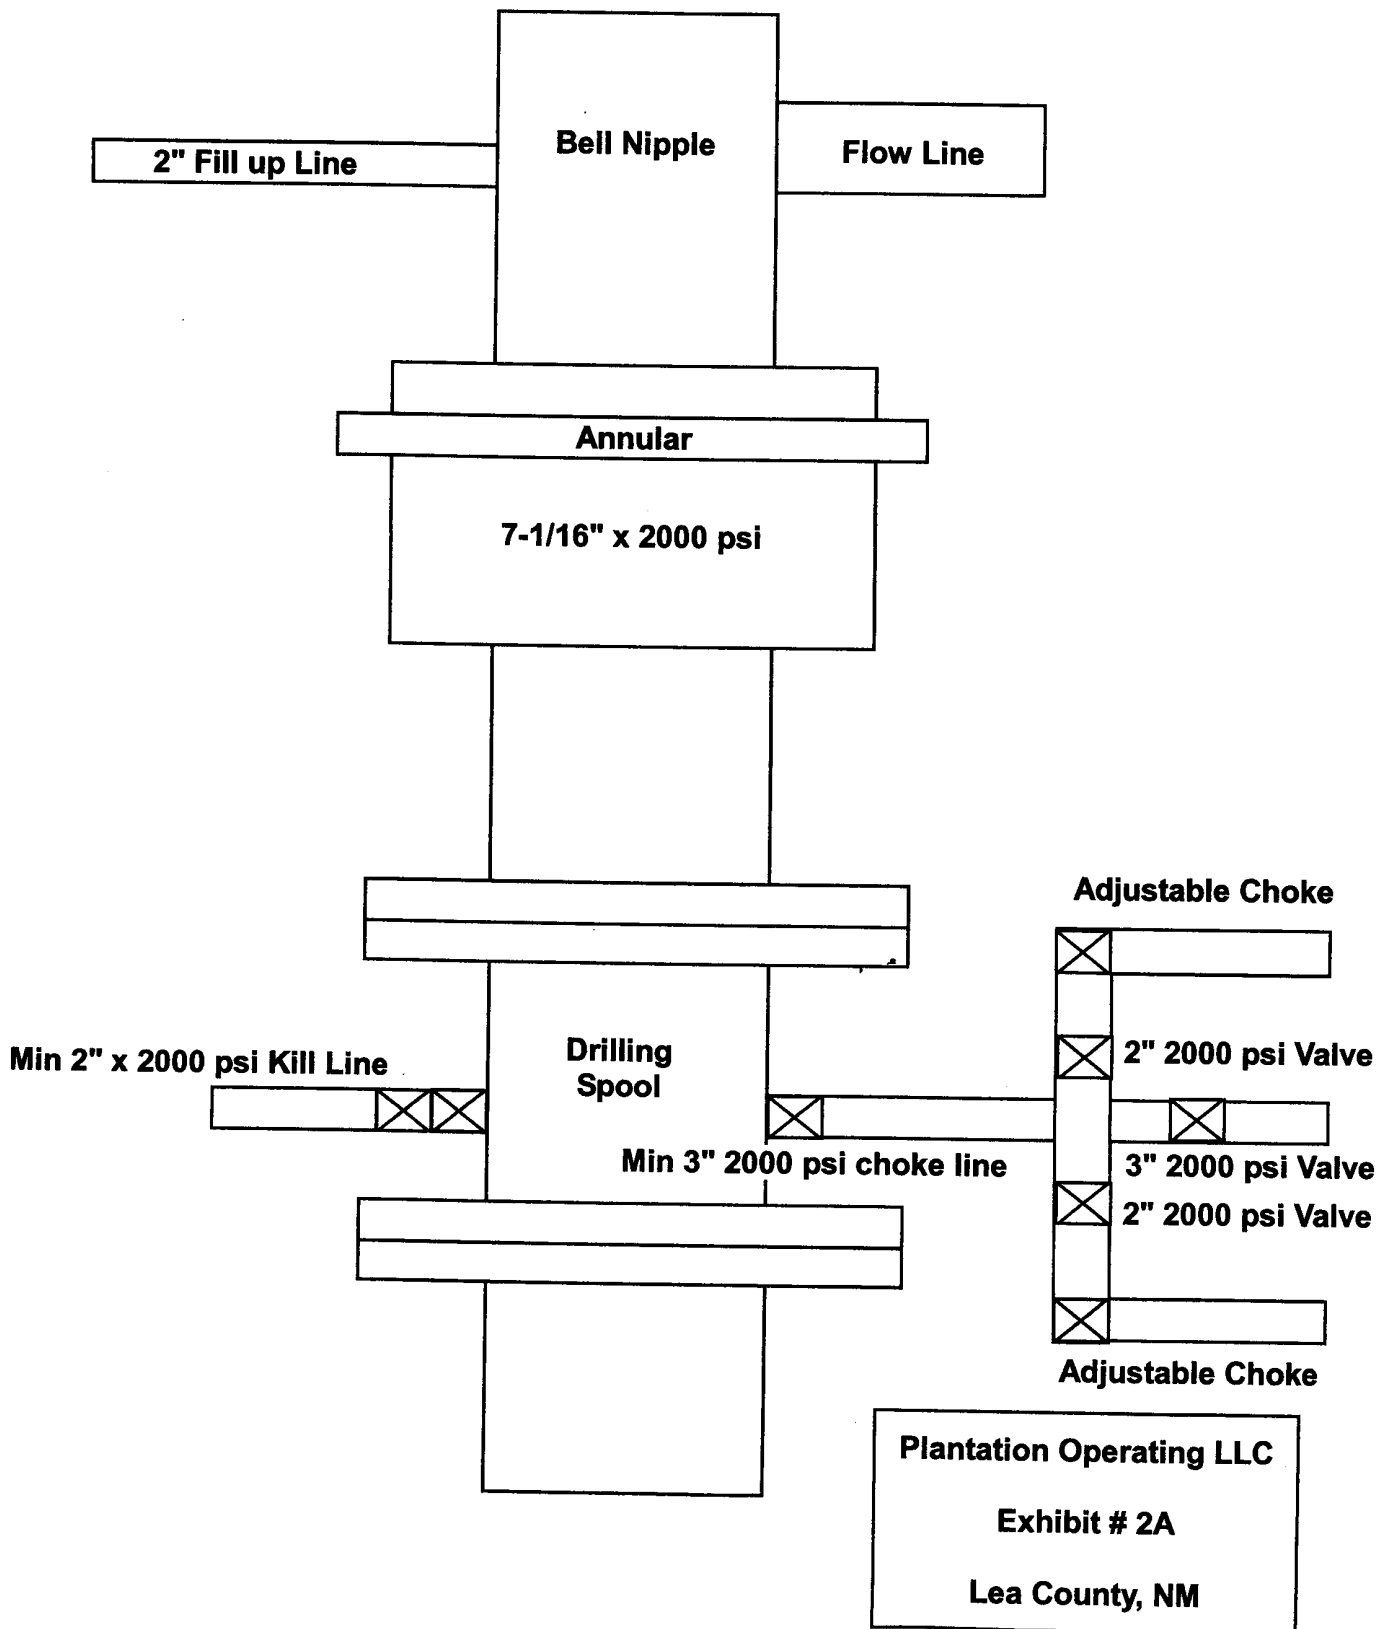 Bell Nipple
2" Fill up Line
Flow Line
Annular
7-1/16" x 2000 psi
Adjustable Choke
Drilling
Spool
Min 2" x 2000 psi Kill Line
2" 2000 psi Valve
Min 3" 2000 psi choke line
3" 2000 psi Valve
2" 2000 psi Valve
Adjustable Choke
Plantation Operating LLC
Exhibit # 2A
Lea County, NM